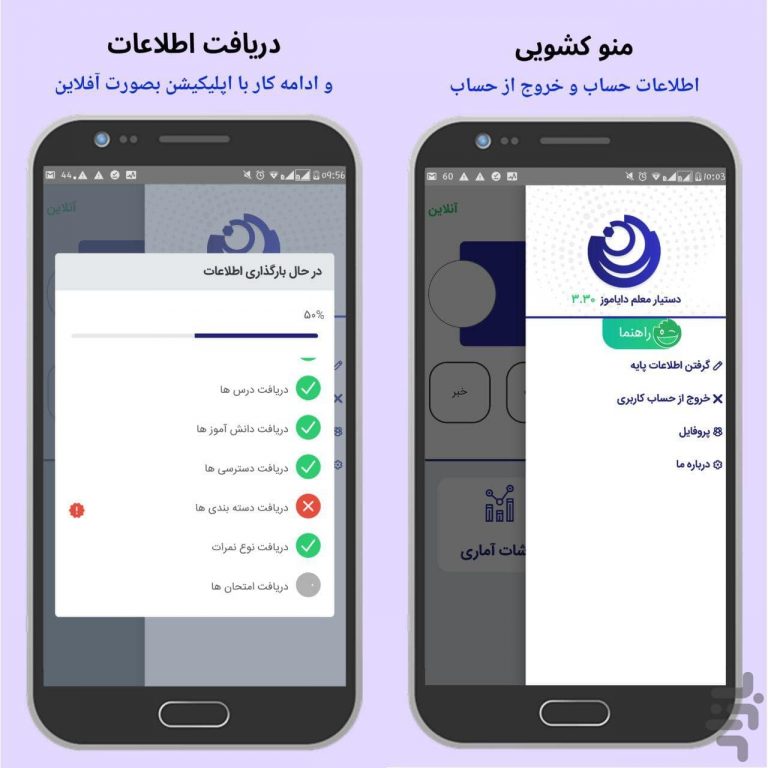 منو کشویی
اطلاعات حساب و خروج از حساب
60
10:03
آنلاین
دستیار معلم دایاموز ۳.۳۰
راهنما
گرفتن اطلاعات پایه
خروج از حساب کاربری
پروفایل
درباره ما
خبر
شات آماری
دریافت اطلاعات
و ادامه کار با اپلیکیشن بصورت آفلاین
44
09:56
آنلاین
در حال بارگذاری اطلاعات
۵۰%
دریافت درس ها
دریافت دانش آموز ها
دریافت دسترسی ها
دریافت دسته بندی ها
دریافت نوع نمرات
دریافت امتحان ها